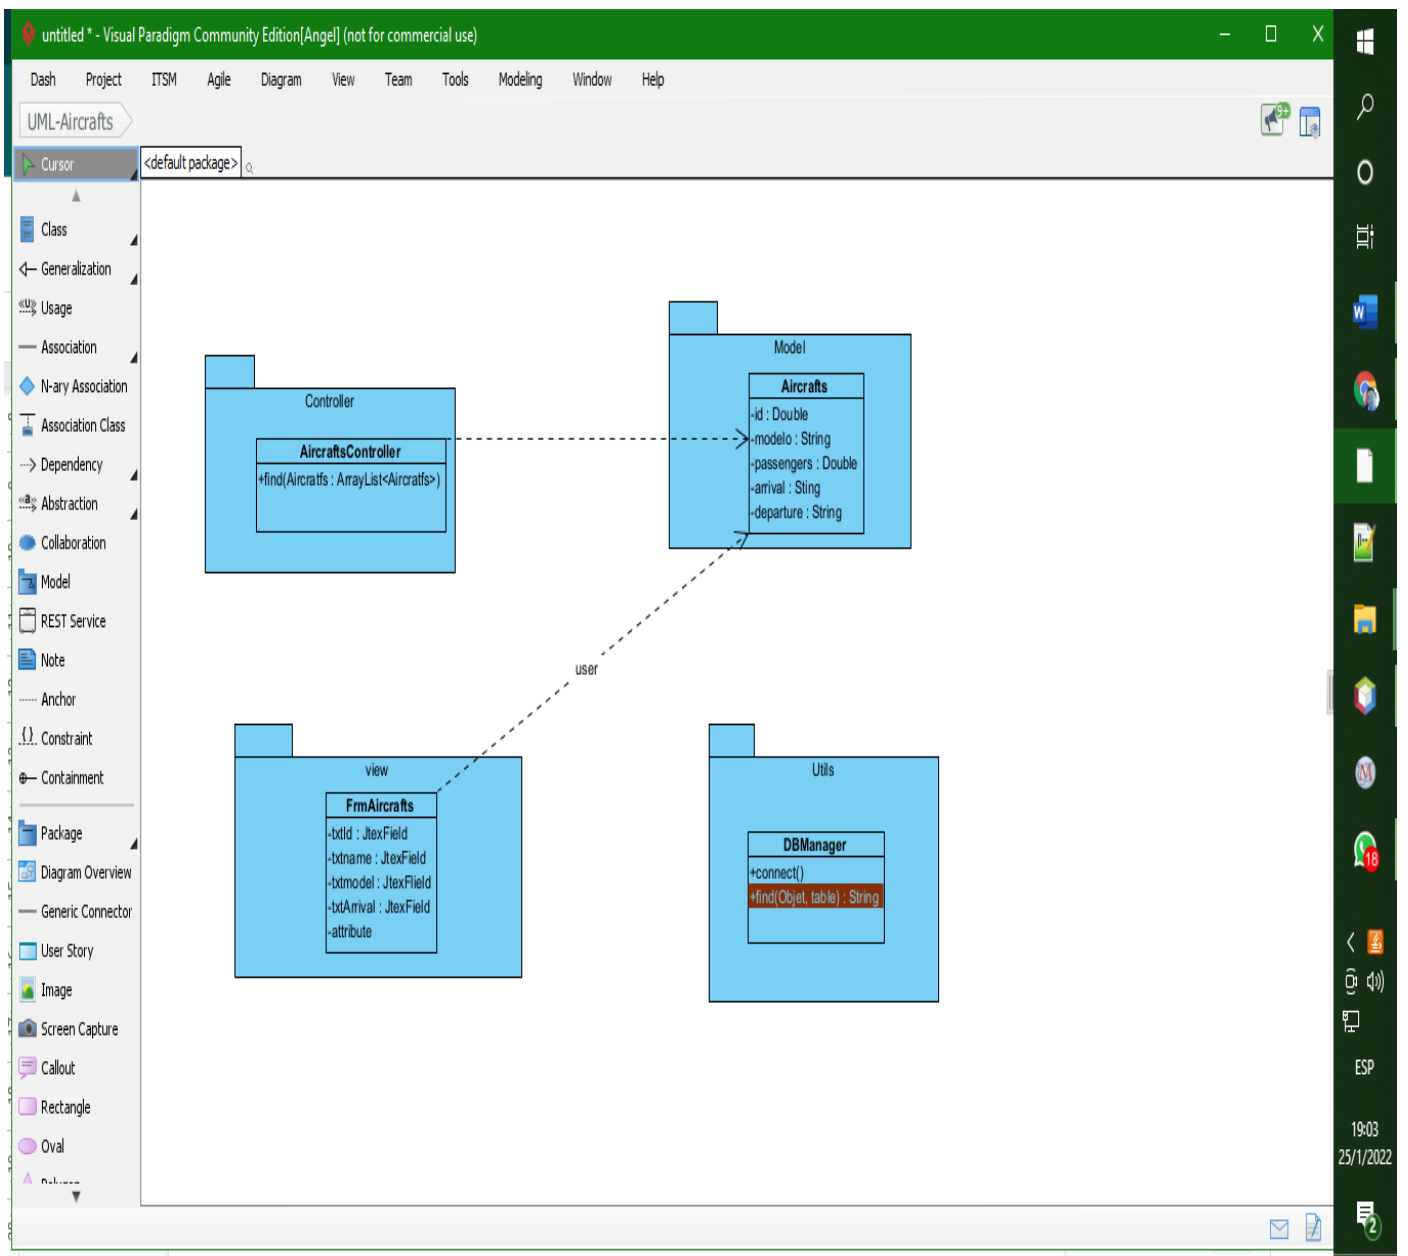 untitled * - Visual Paradigm Community Edition[Angel] (not for commercial use)
Dash Project ITSM Agile Diagram View Team Tools Modeling Window Help
UML-Aircrafts
9+
Cursor
<default package>
Class
Generalization
«U» Usage
Association
N-ary Association
Association Class
Dependency
«a» Abstraction
Collaboration
Model
REST Service
Note
Anchor
{} Constraint
Containment
Package
Diagram Overview
Generic Connector
User Story
Image
Screen Capture
Callout
Rectangle
Oval
Controller
AircraftsController
+find(Aircratfs : ArrayList<Aircratfs>)
Model
Aircrafts
-id : Double
-modelo : String
-passengers : Double
-arrival : Sting
-departure : String
user
view
FrmAircrafts
-txtId : JtexField
-txtname : JtexField
-txtmodel : JtexFlield
-txtArrival : JtexField
-attribute
Utils
DBManager
+connect()
+find(Objet, table) : String
W
18
ESP
19:03
25/1/2022
2